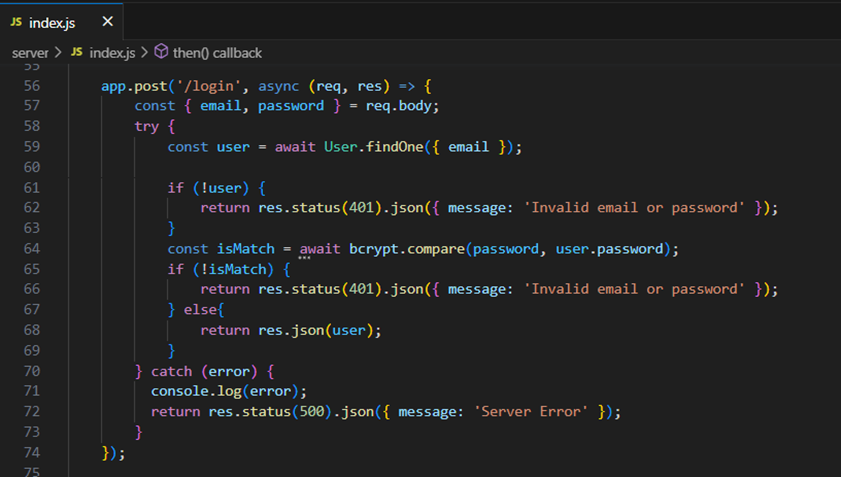 JS index.js ×
server > JS index.js > then() callback
55
56 app.post('/login', async (req, res) => {
57 const { email, password } = req.body;
58 try {
59 const user = await User.findOne({ email });
60
61 if (!user) {
62 return res.status(401).json({ message: 'Invalid email or password' });
63 }
64 const isMatch = await bcrypt.compare(password, user.password);
65 if (!isMatch) {
66 return res.status(401).json({ message: 'Invalid email or password' });
67 } else{
68 return res.json(user);
69 }
70 } catch (error) {
71 console.log(error);
72 return res.status(500).json({ message: 'Server Error' });
73 }
74 });
75